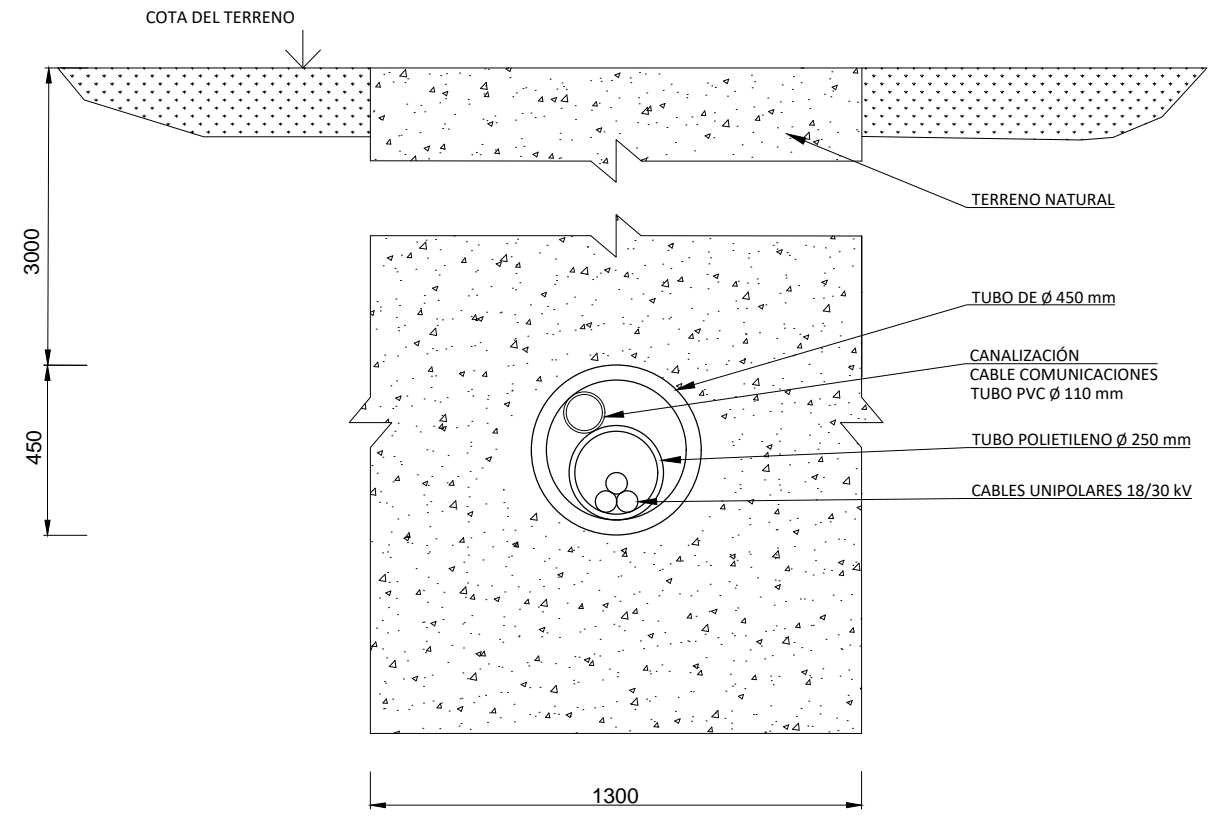 COTA DEL TERRENO
TERRENO NATURAL
3000
TUBO DE Ø 450 mm
CANALIZACIÓN
CABLE COMUNICACIONES
TUBO PVC Ø 110 mm
450
TUBO POLIETILENO Ø 250 mm
CABLES UNIPOLARES 18/30 kV
1300